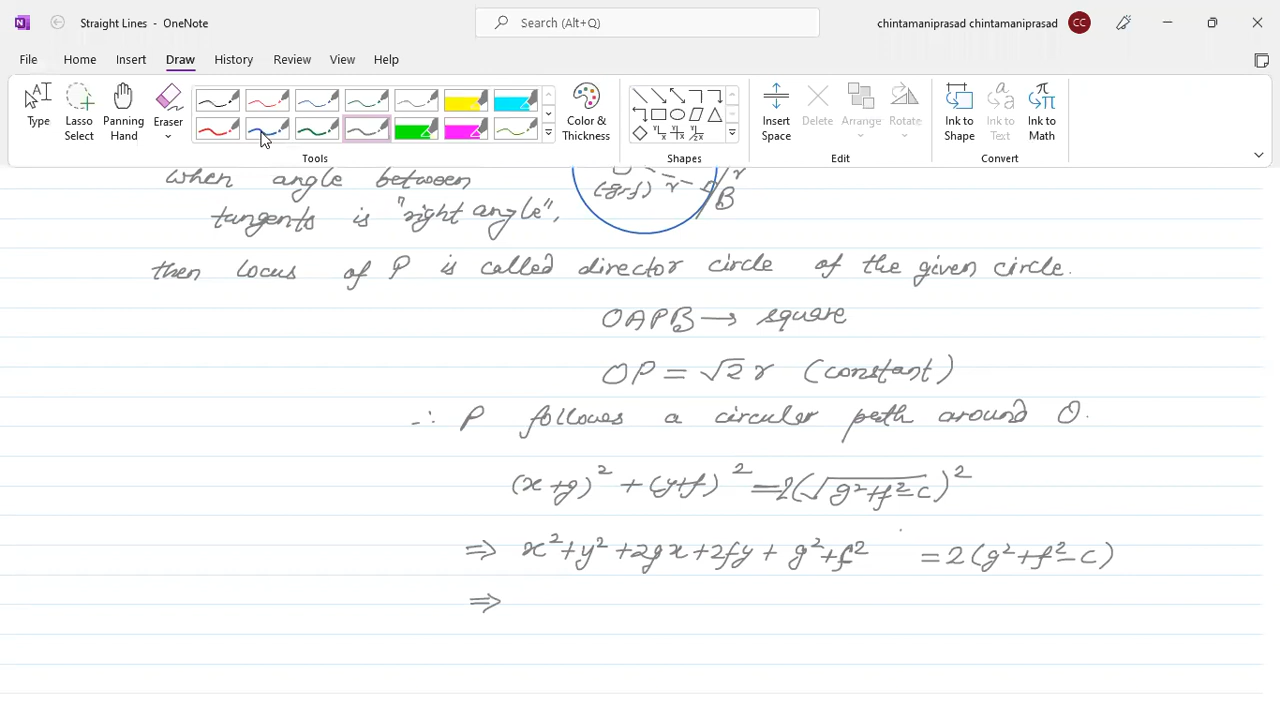 Straight Lines - OneNote
Search (Alt+Q)
chintamaniprasad chintamaniprasad CC
File Home Insert Draw History Review View Help
Type Lasso Select Panning Hand Eraser Color & Thickness Insert Space Delete Arrange Rotate Ink to Shape Ink to Text Ink to Math
Tools Shapes Edit Convert
when angle between
(-g,-f) r B r
tangents is "right angle",
then locus of P is called director circle of the given circle.
OAPB → square
OP = √2 r (constant)
∴ P follows a circular path around O.
(x+g)² + (y+f)² = 2(√g²+f²-c)²
⇒ x²+y²+2gx+2fy+ g²+f² = 2(g²+f²-c)
⇒